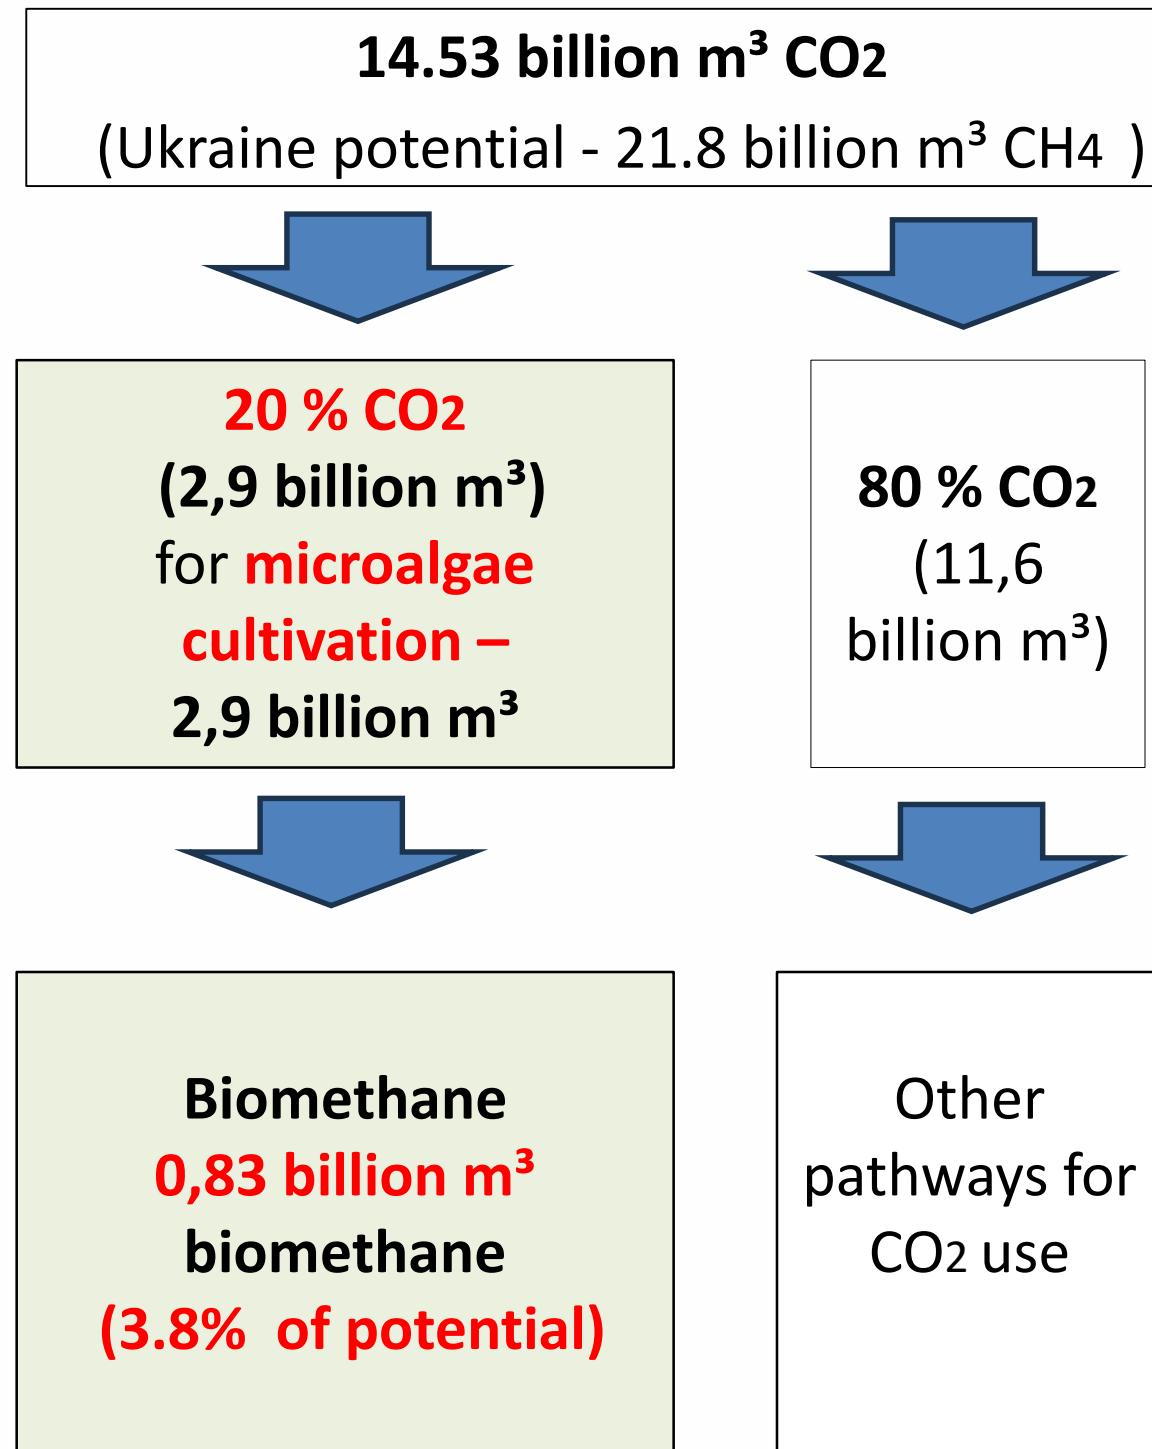 14.53 billion m³ CO2
(Ukraine potential - 21.8 billion m³ CH4 )
20 % CO2
(2,9 billion m³)
for microalgae
cultivation –
2,9 billion m³
80 % CO2
(11,6
billion m³)
Biomethane
0,83 billion m³
biomethane
(3.8% of potential)
Other
pathways for
CO2 use